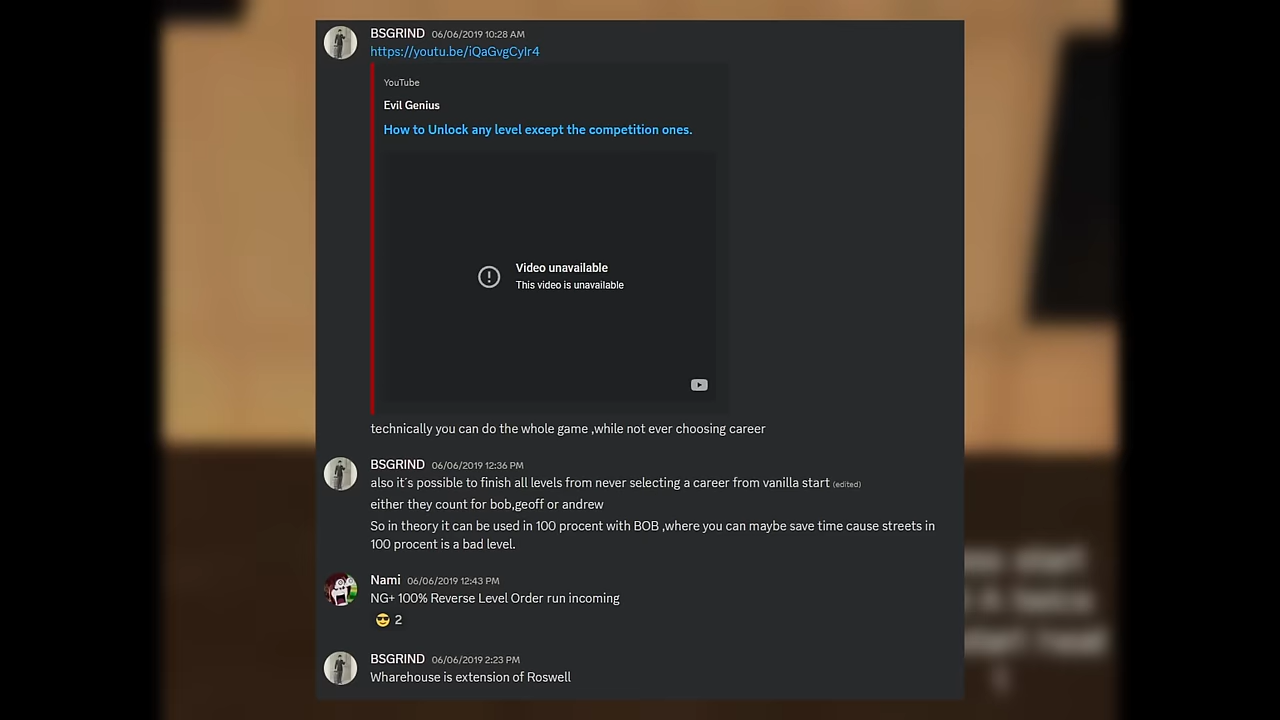 BSGRIND 06/06/2019 10:28 AM
https://youtu.be/iQaGvgCyIr4
YouTube
Evil Genius
How to Unlock any level except the competition ones.
Video unavailable
This video is unavailable
technically you can do the whole game ,while not ever choosing career
BSGRIND 06/06/2019 12:36 PM
also it´s possible to finish all levels from never selecting a career from vanilla start (edited)
either they count for bob,geoff or andrew
So in theory it can be used in 100 procent with BOB ,where you can maybe save time cause streets in
100 procent is a bad level.
Nami 06/06/2019 12:43 PM
NG+ 100% Reverse Level Order run incoming
😎 2
BSGRIND 06/06/2019 2:23 PM
Wharehouse is extension of Roswell
start
A twice
start